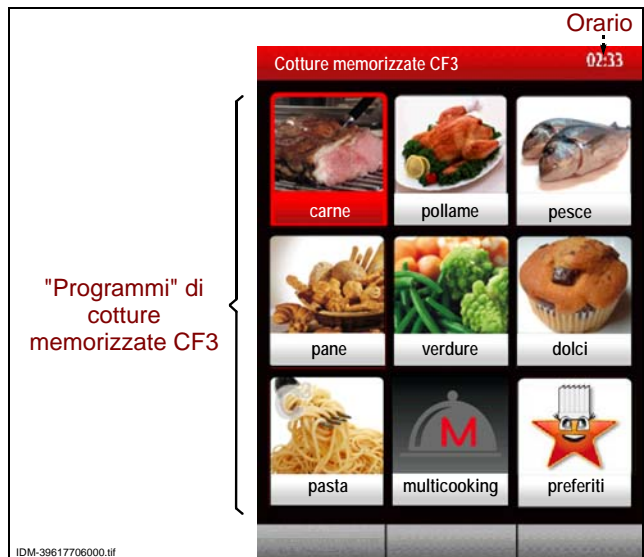 Orario
Cotture memorizzate CF3 02:33
carne pollame pesce
"Programmi" di
cotture
memorizzate CF3
pane verdure dolci
M
pasta multicooking preferiti
IDM-39617706000.tif